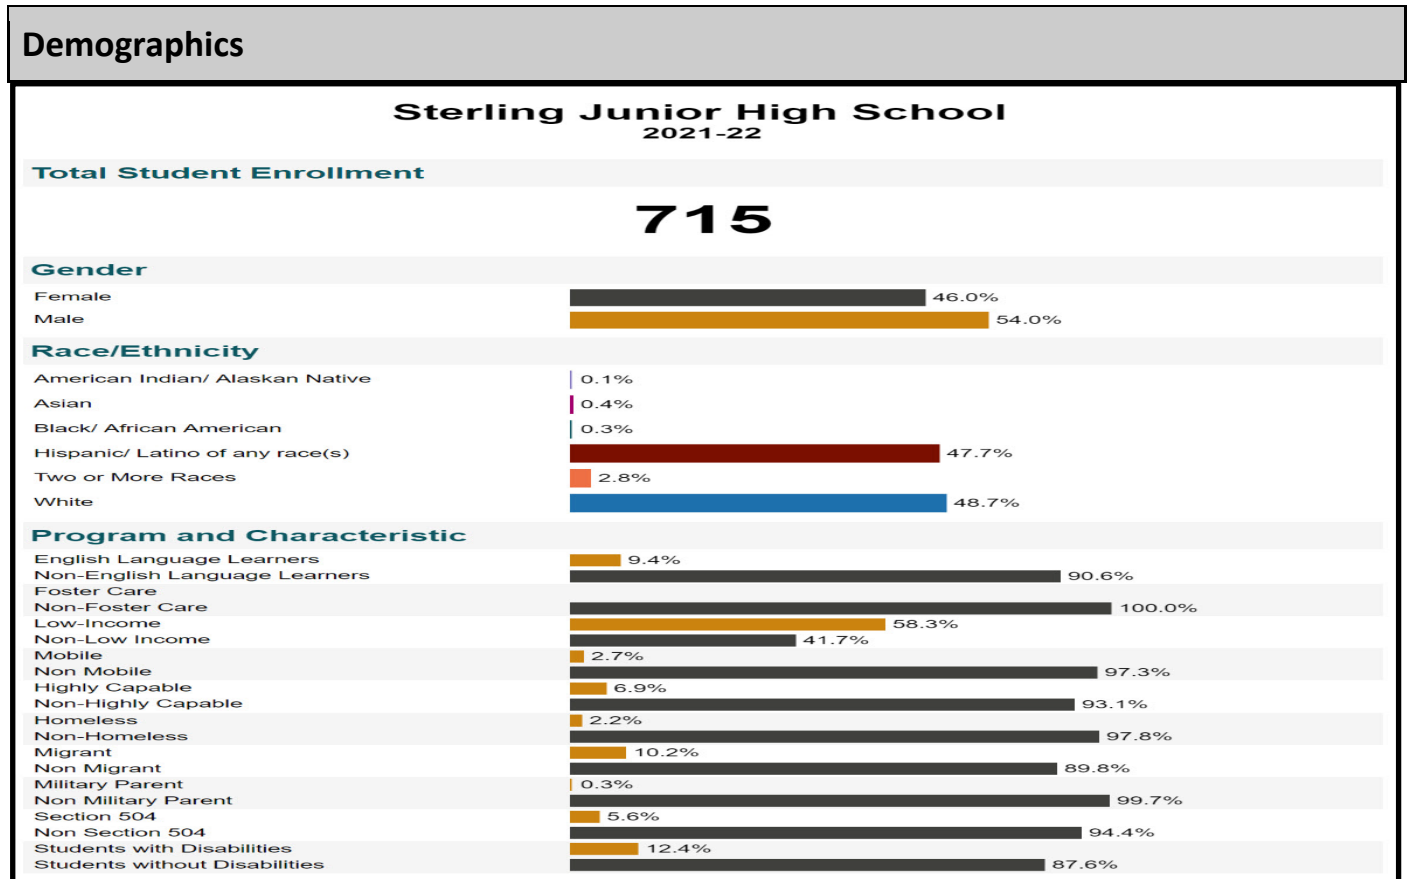 Demographics
Sterling Junior High School
2021-22
Total Student Enrollment
715
Gender
Female 46.0%
Male 54.0%
Race/Ethnicity
American Indian/ Alaskan Native 0.1%
Asian 0.4%
Black/ African American 0.3%
Hispanic/ Latino of any race(s) 47.7%
Two or More Races 2.8%
White 48.7%
Program and Characteristic
English Language Learners 9.4%
Non-English Language Learners 90.6%
Foster Care
Non-Foster Care 100.0%
Low-Income 58.3%
Non-Low Income 41.7%
Mobile 2.7%
Non Mobile 97.3%
Highly Capable 6.9%
Non-Highly Capable 93.1%
Homeless 2.2%
Non-Homeless 97.8%
Migrant 10.2%
Non Migrant 89.8%
Military Parent 0.3%
Non Military Parent 99.7%
Section 504 5.6%
Non Section 504 94.4%
Students with Disabilities 12.4%
Students without Disabilities 87.6%